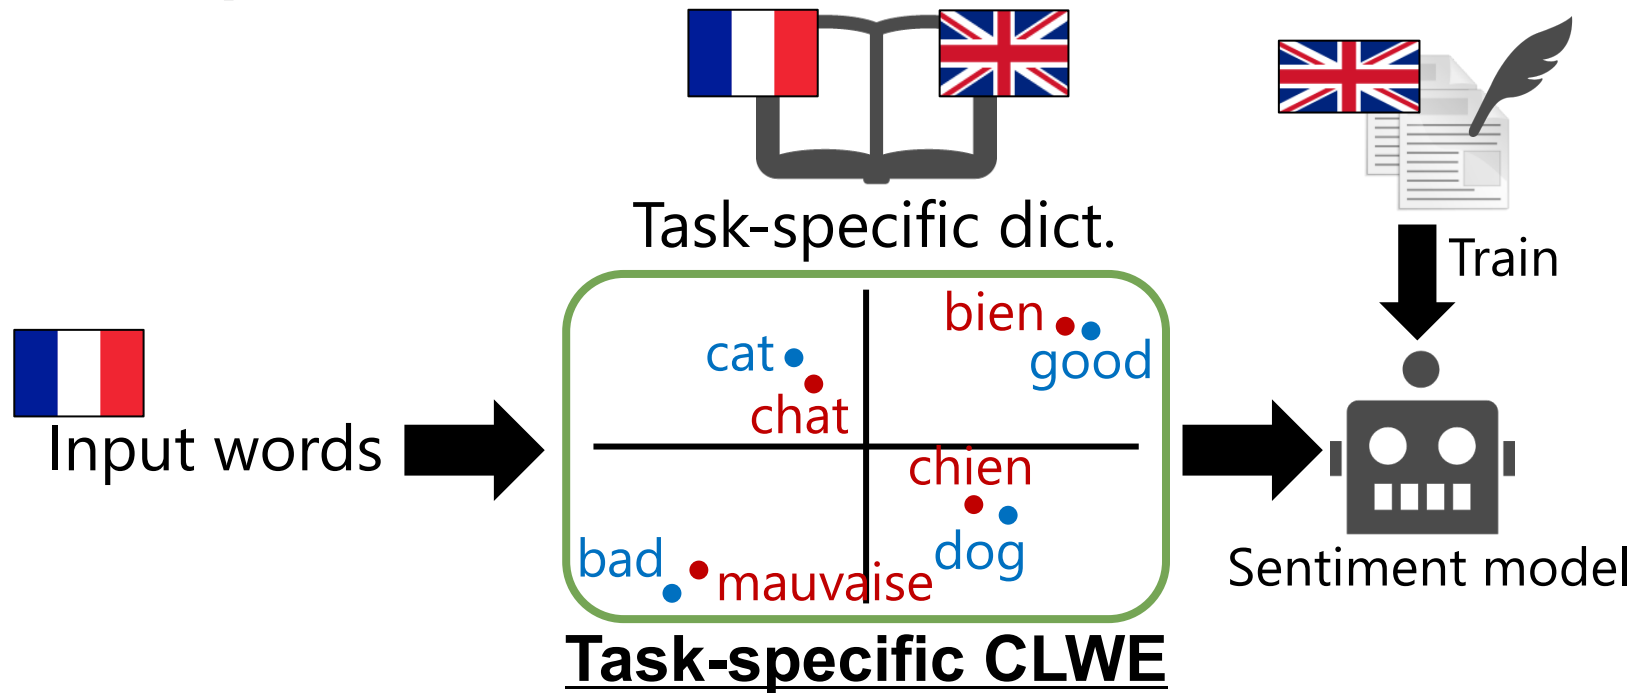 Task-specific dict.
Train
Input words
bien
good
cat
chat
chien
dog
bad
mauvaise
Sentiment model
Task-specific CLWE